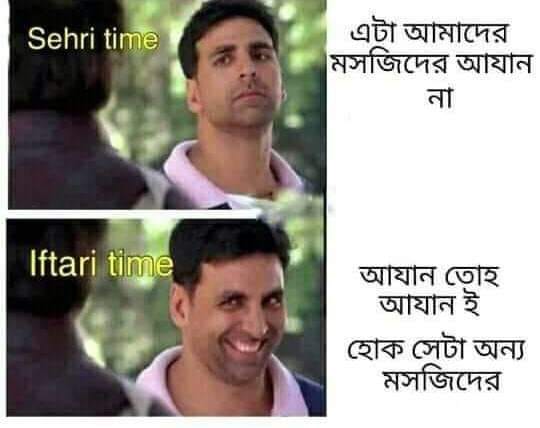 Sehri time
এটা আমাদের
মসজিদের আযান
না
Iftari time
আযান তোহ
আযান ই
হোক সেটা অন্য
মসজিদের